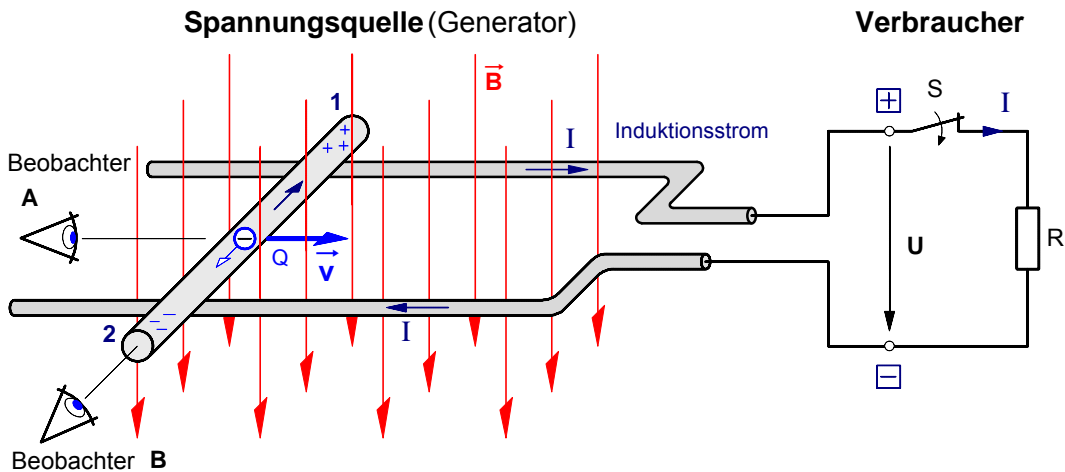 Spannungsquelle (Generator)
Verbraucher
B
1
+ + + +
I
Induktionsstrom
+
S
I
Beobachter
A
−
Q
v
U
R
I
2
− − −
−
Beobachter B